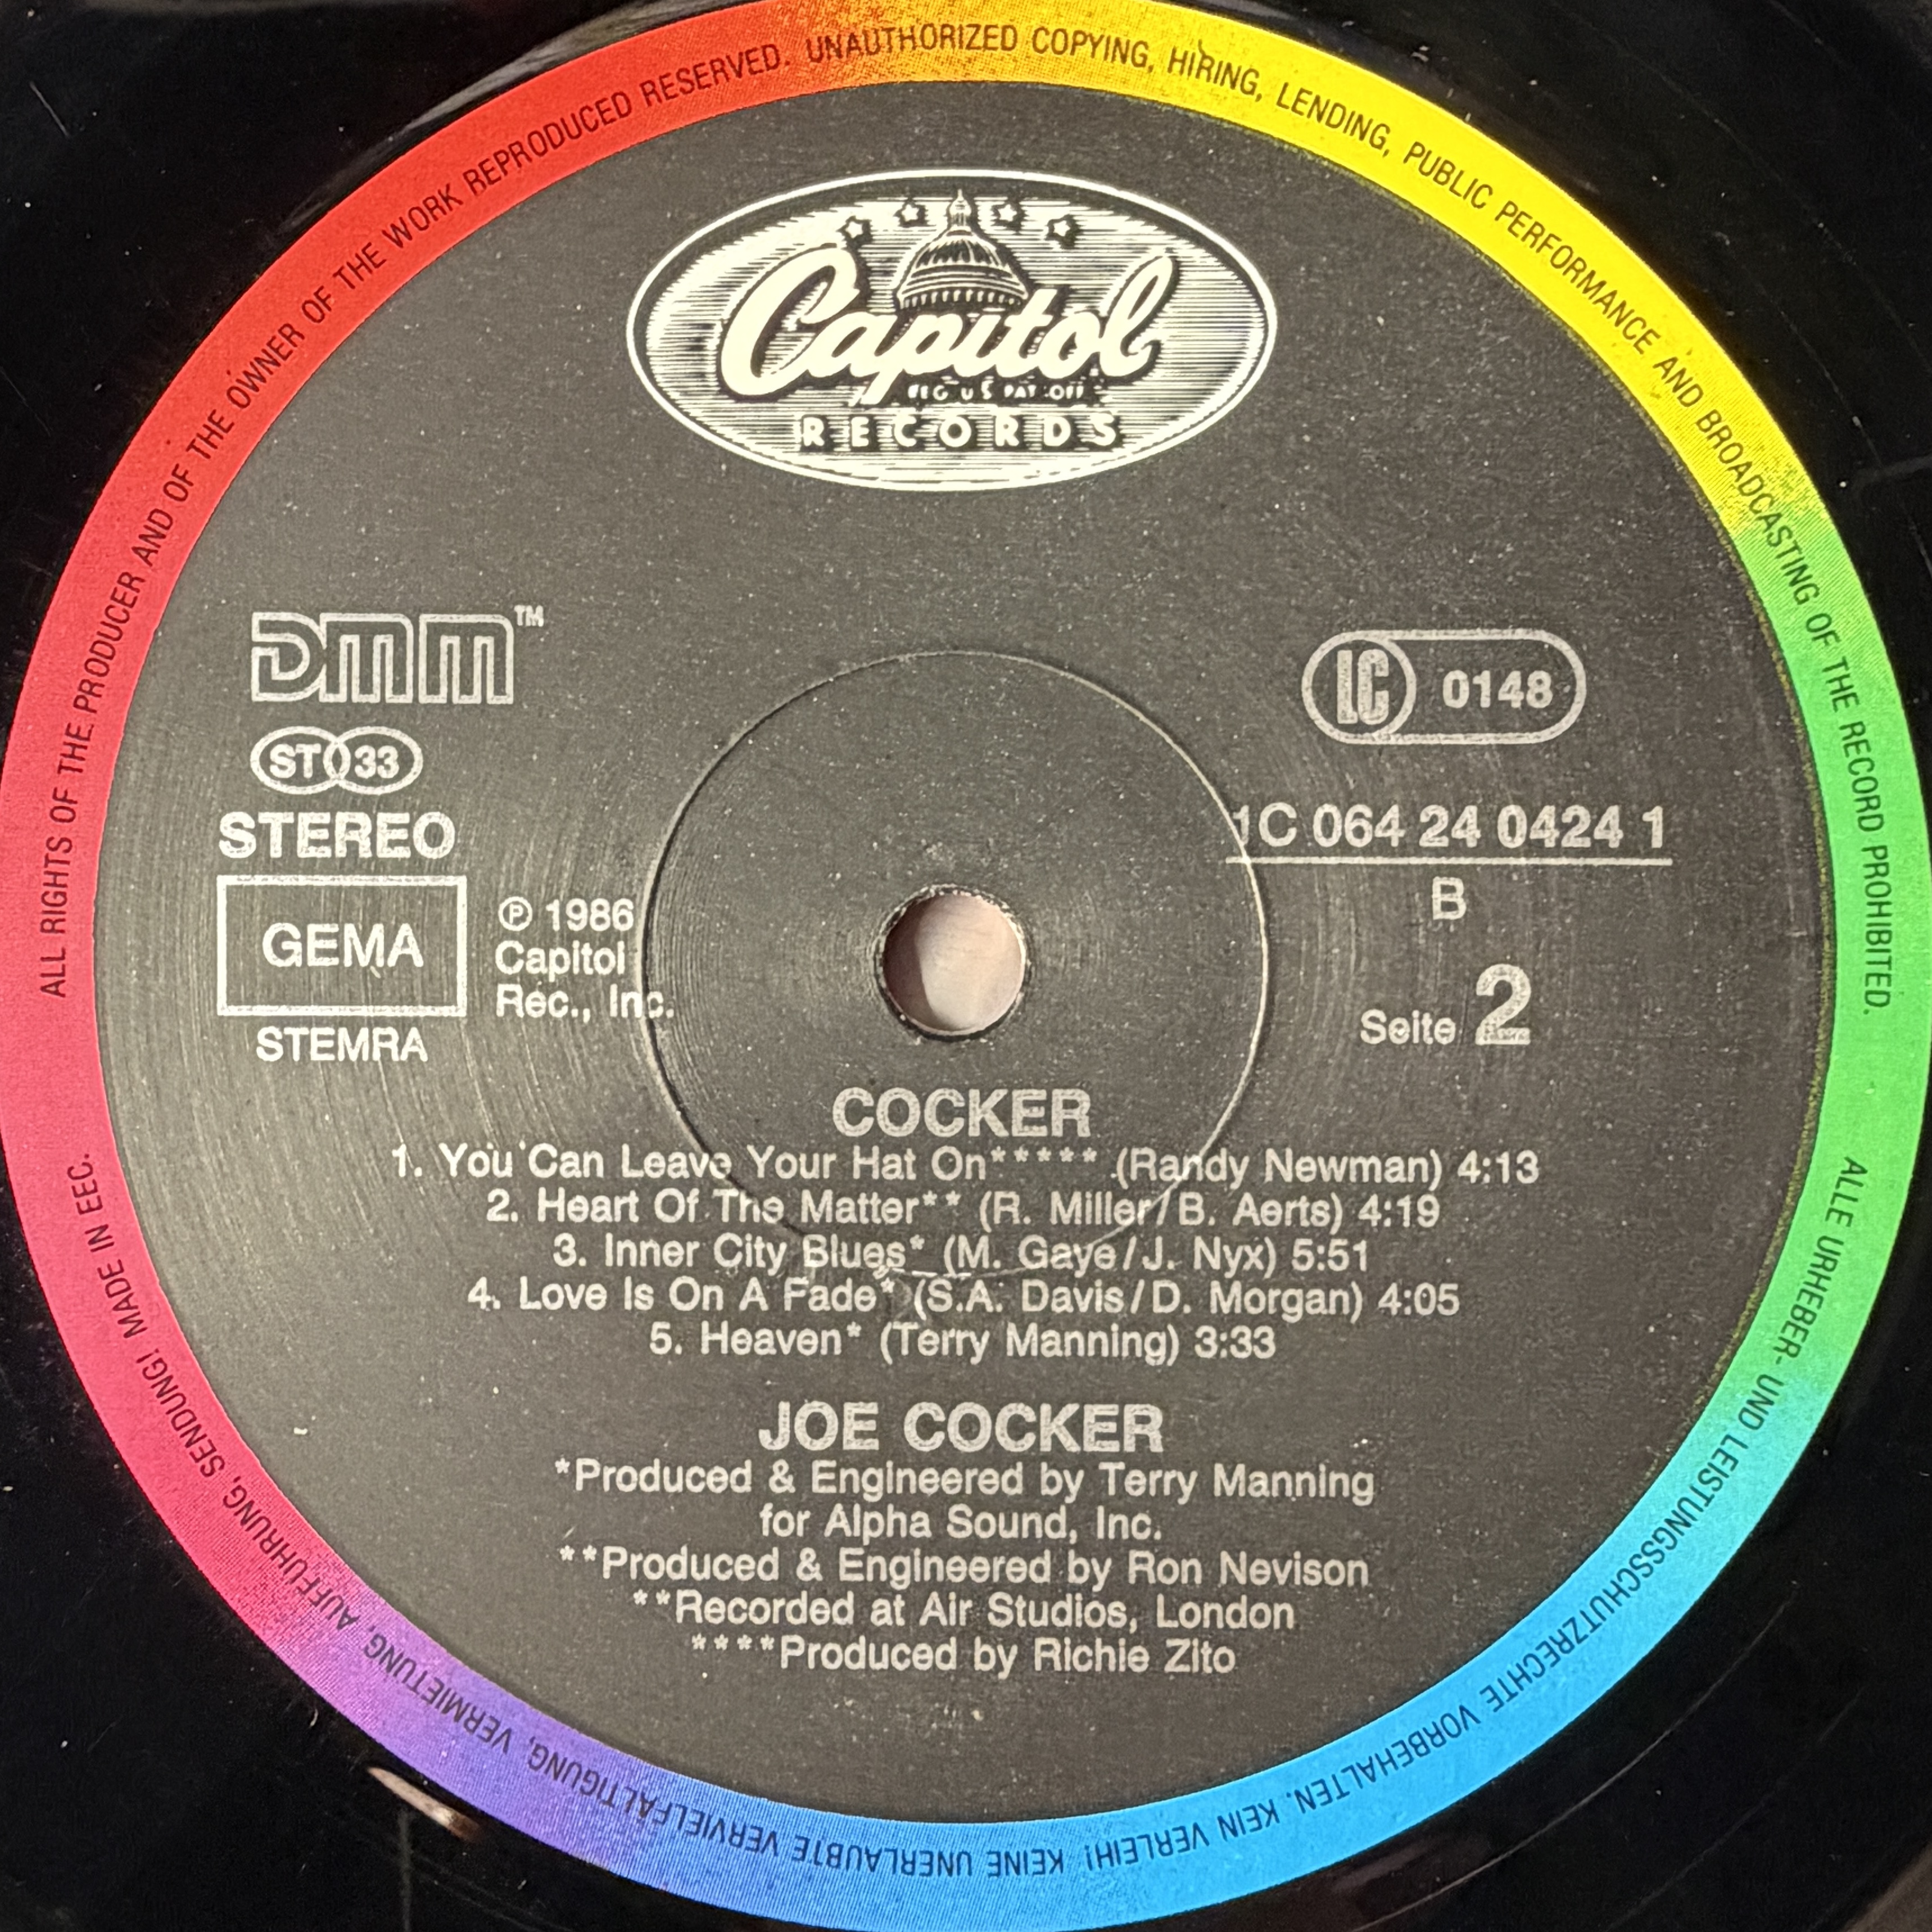 ALL RIGHTS OF THE PRODUCER AND OF THE OWNER OF THE WORK REPRODUCED RESERVED. UNAUTHORIZED COPYING, HIRING, LENDING, PUBLIC PERFORMANCE AND BROADCASTING OF THE RECORD PROHIBITED.
Capitol
REG US PAT OFF
RECORDS
DMM™
LC 0148
ST 33
STEREO
1C 064 24 0424 1
B
GEMA
℗ 1986
Capitol
Rec., Inc.
STEMRA
Seite 2
COCKER
1. You Can Leave Your Hat On***** (Randy Newman) 4:13
2. Heart Of The Matter** (R. Miller/B. Aerts) 4:19
3. Inner City Blues* (M. Gaye/J. Nyx) 5:51
4. Love Is On A Fade* (S.A. Davis/D. Morgan) 4:05
5. Heaven* (Terry Manning) 3:33
JOE COCKER
*Produced & Engineered by Terry Manning
for Alpha Sound, Inc.
**Produced & Engineered by Ron Nevison
**Recorded at Air Studios, London
****Produced by Richie Zito
ALLE URHEBER- UND LEISTUNGSSCHUTZRECHTE VORBEHALTEN. KEIN VERLEIH! KEINE UNERLAUBTE VERVIELFÄLTIGUNG, VERMIETUNG, AUFFÜHRUNG, SENDUNG! MADE IN EEC.